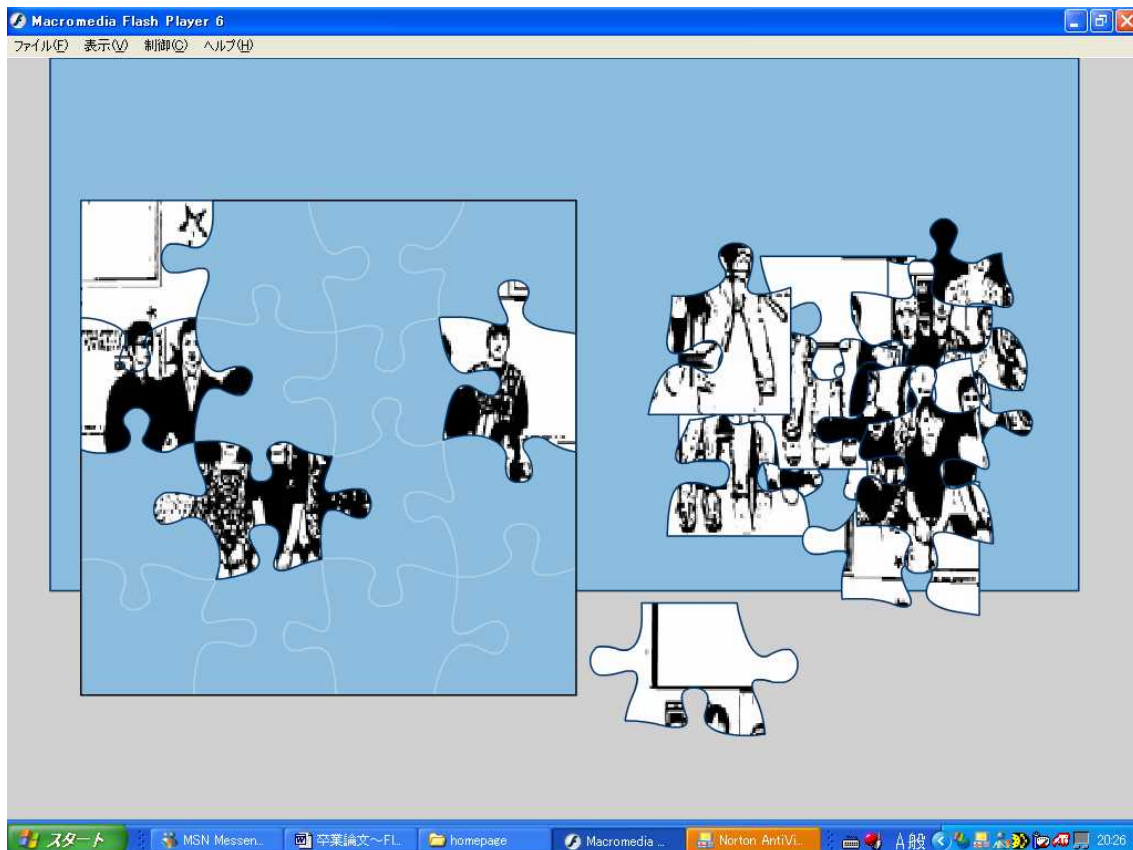 Macromedia Flash Player 6
ファイル(F) 表示(V) 制御(C) ヘルプ(H)
スタート MSN Messen... 卒業論文～FL... homepage Macromedia ... Norton AntiVi... A 般 20:26